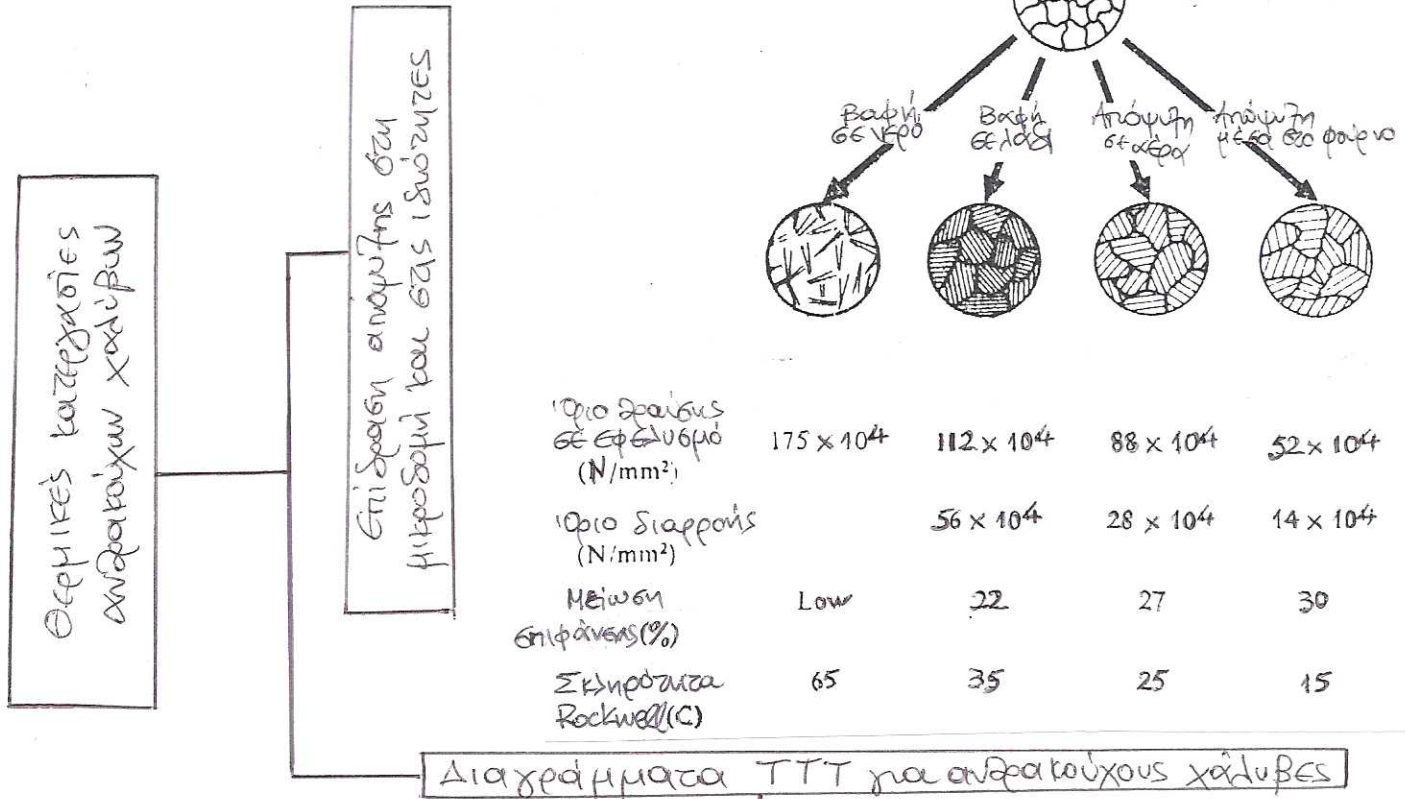 Θερμικές κατεργασίες
ανθρακούχων χαλύβων
Επίδραση απόψυξης στη
μικροδομή και στις ιδιότητες
Βαφή
σε νερό
Βαφή
σε λάδι
Απόψυξη
σε αέρα
Απόψυξη
μέσα στο φούρνο
Όριο θραύσης
σε εφελυσμό
(N/mm²)
175 × 10⁴ 112 × 10⁴ 88 × 10⁴ 52 × 10⁴
Όριο διαρροής
(N/mm²)
56 × 10⁴ 28 × 10⁴ 14 × 10⁴
Μείωση
επιφάνειας (%)
Low 22 27 30
Σκληρότητα
Rockwell (C)
65 35 25 15
Διαγράμματα ΤΤΤ για ανθρακούχους χάλυβες